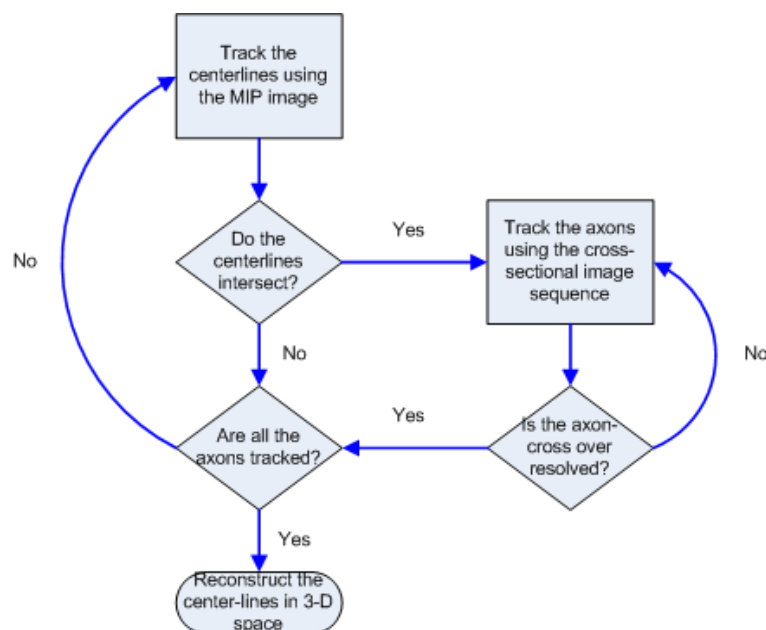 Track the
centerlines using
the MIP image
No
Do the
centerlines
intersect?
Yes
Track the axons
using the cross-
sectional image
sequence
No
No
Are all the
axons tracked?
Yes
Is the axon-
cross over
resolved?
Yes
Reconstruct the
center-lines in 3-D
space